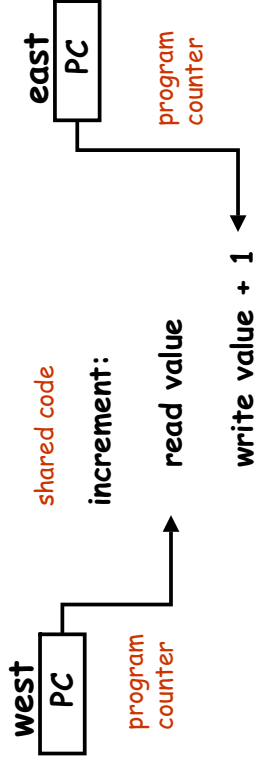 west
PC
program
counter
shared code
increment:
read value
write value + 1
east
PC
program
counter